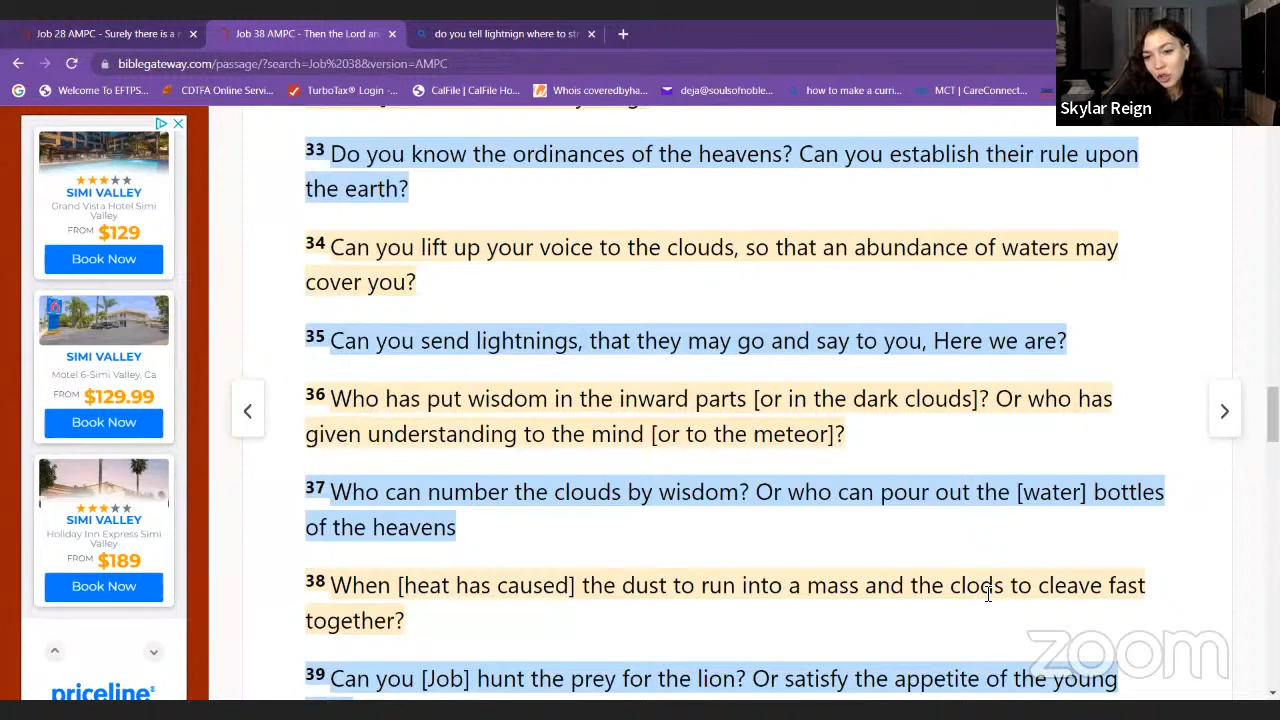 Job 28 AMPC - Surely there is a
Job 38 AMPC - Then the Lord an
do you tell lightnign where to st
biblegateway.com/passage/?search=Job%2038&version=AMPC
Welcome To EFTPS...
CDTFA Online Servi...
TurboTax® Login -...
CalFile | CalFile Ho...
Whois coveredbyha...
deja@soulsofnoble...
how to make a curri...
MCT | CareConnect...
Skylar Reign
33 Do you know the ordinances of the heavens? Can you establish their rule upon
the earth?
34 Can you lift up your voice to the clouds, so that an abundance of waters may
cover you?
35 Can you send lightnings, that they may go and say to you, Here we are?
36 Who has put wisdom in the inward parts [or in the dark clouds]? Or who has
given understanding to the mind [or to the meteor]?
37 Who can number the clouds by wisdom? Or who can pour out the [water] bottles
of the heavens
38 When [heat has caused] the dust to run into a mass and the clods to cleave fast
together?
39 Can you [Job] hunt the prey for the lion? Or satisfy the appetite of the young
SIMI VALLEY
Grand Vista Hotel Simi
Valley
FROM $129
Book Now
SIMI VALLEY
Motel 6-Simi Valley, Ca
FROM $129.99
Book Now
SIMI VALLEY
Holiday Inn Express Simi
Valley
FROM $189
Book Now
priceline
zoom